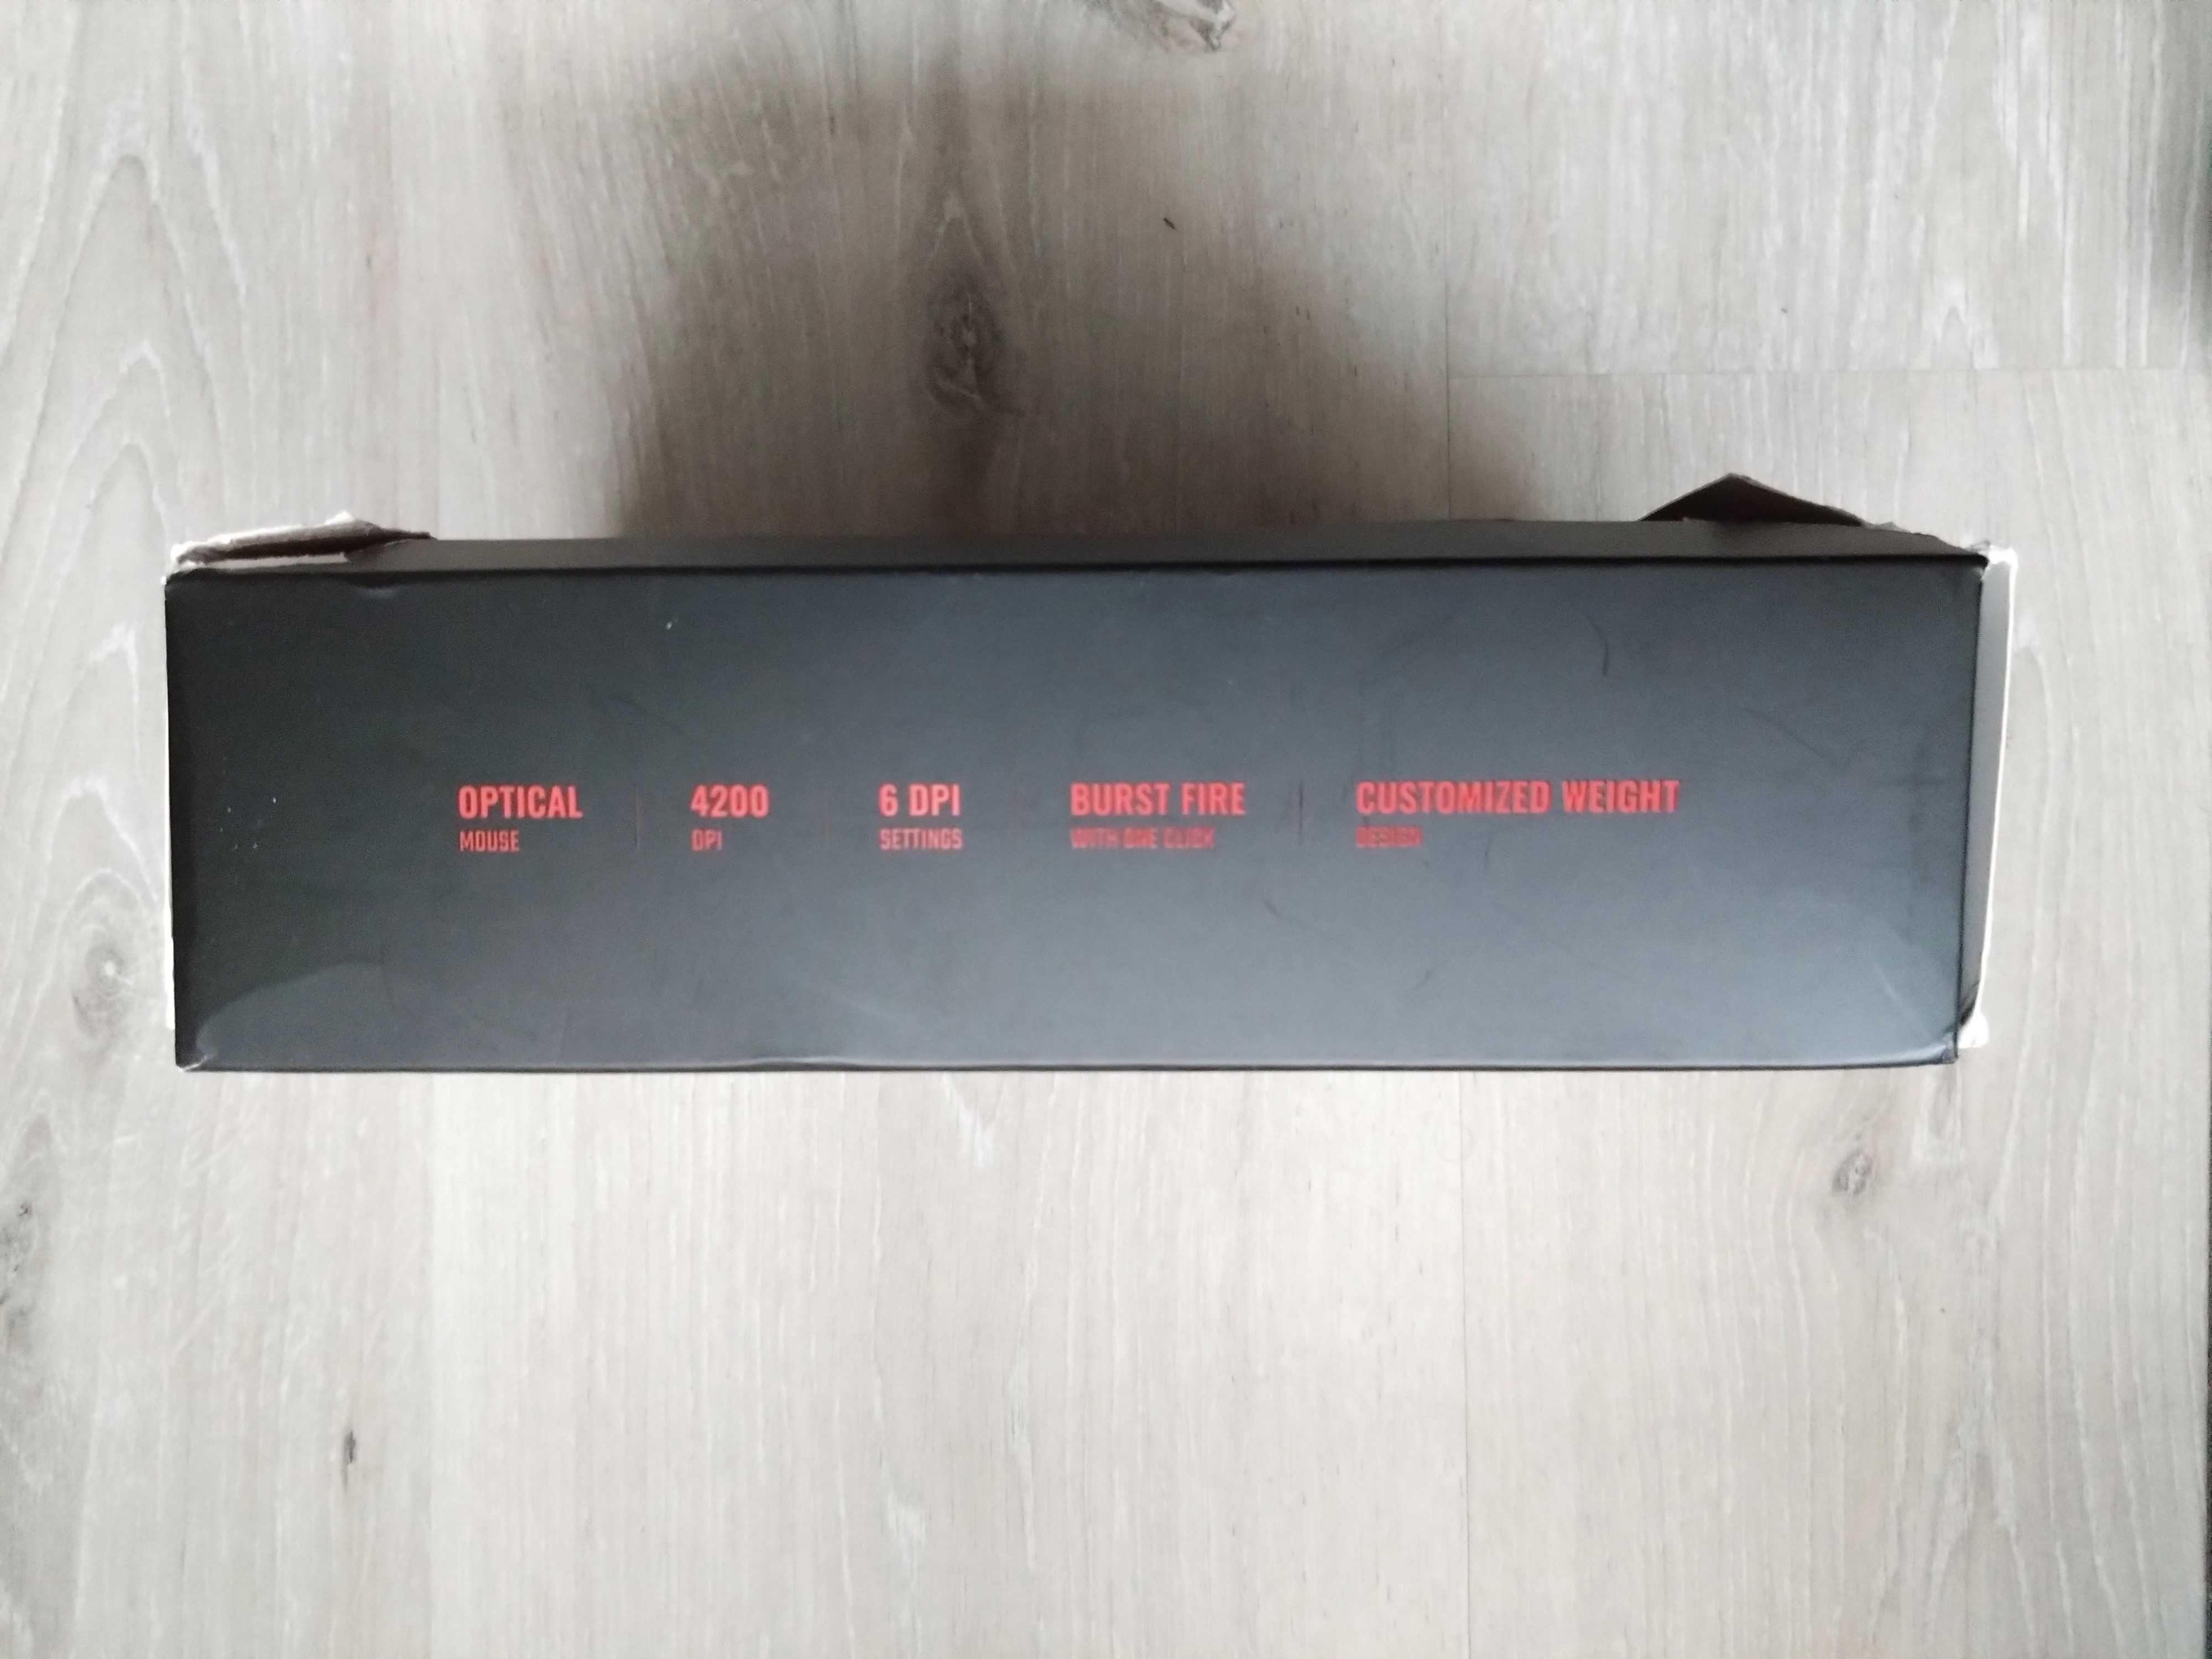 OPTICAL
MOUSE
4200
DPI
6 DPI
SETTINGS
BURST FIRE
WITH ONE CLICK
CUSTOMIZED WEIGHT
DESIGN